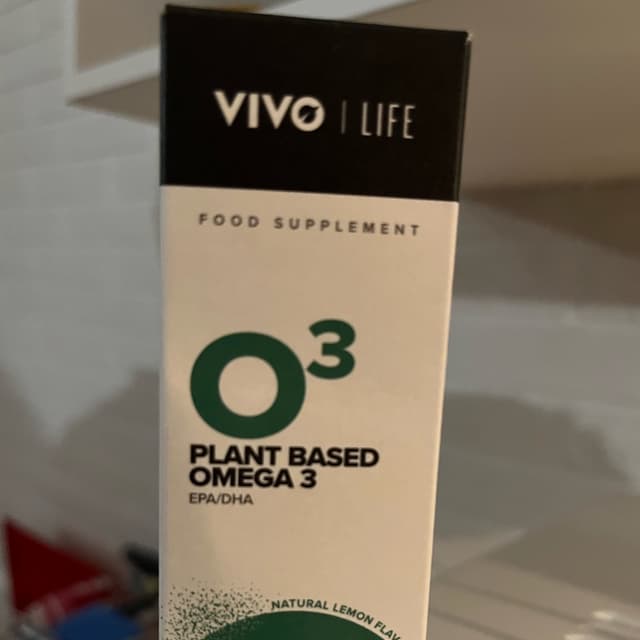 VIVO | LIFE
FOOD SUPPLEMENT
O³
PLANT BASED
OMEGA 3
EPA/DHA
NATURAL LEMON